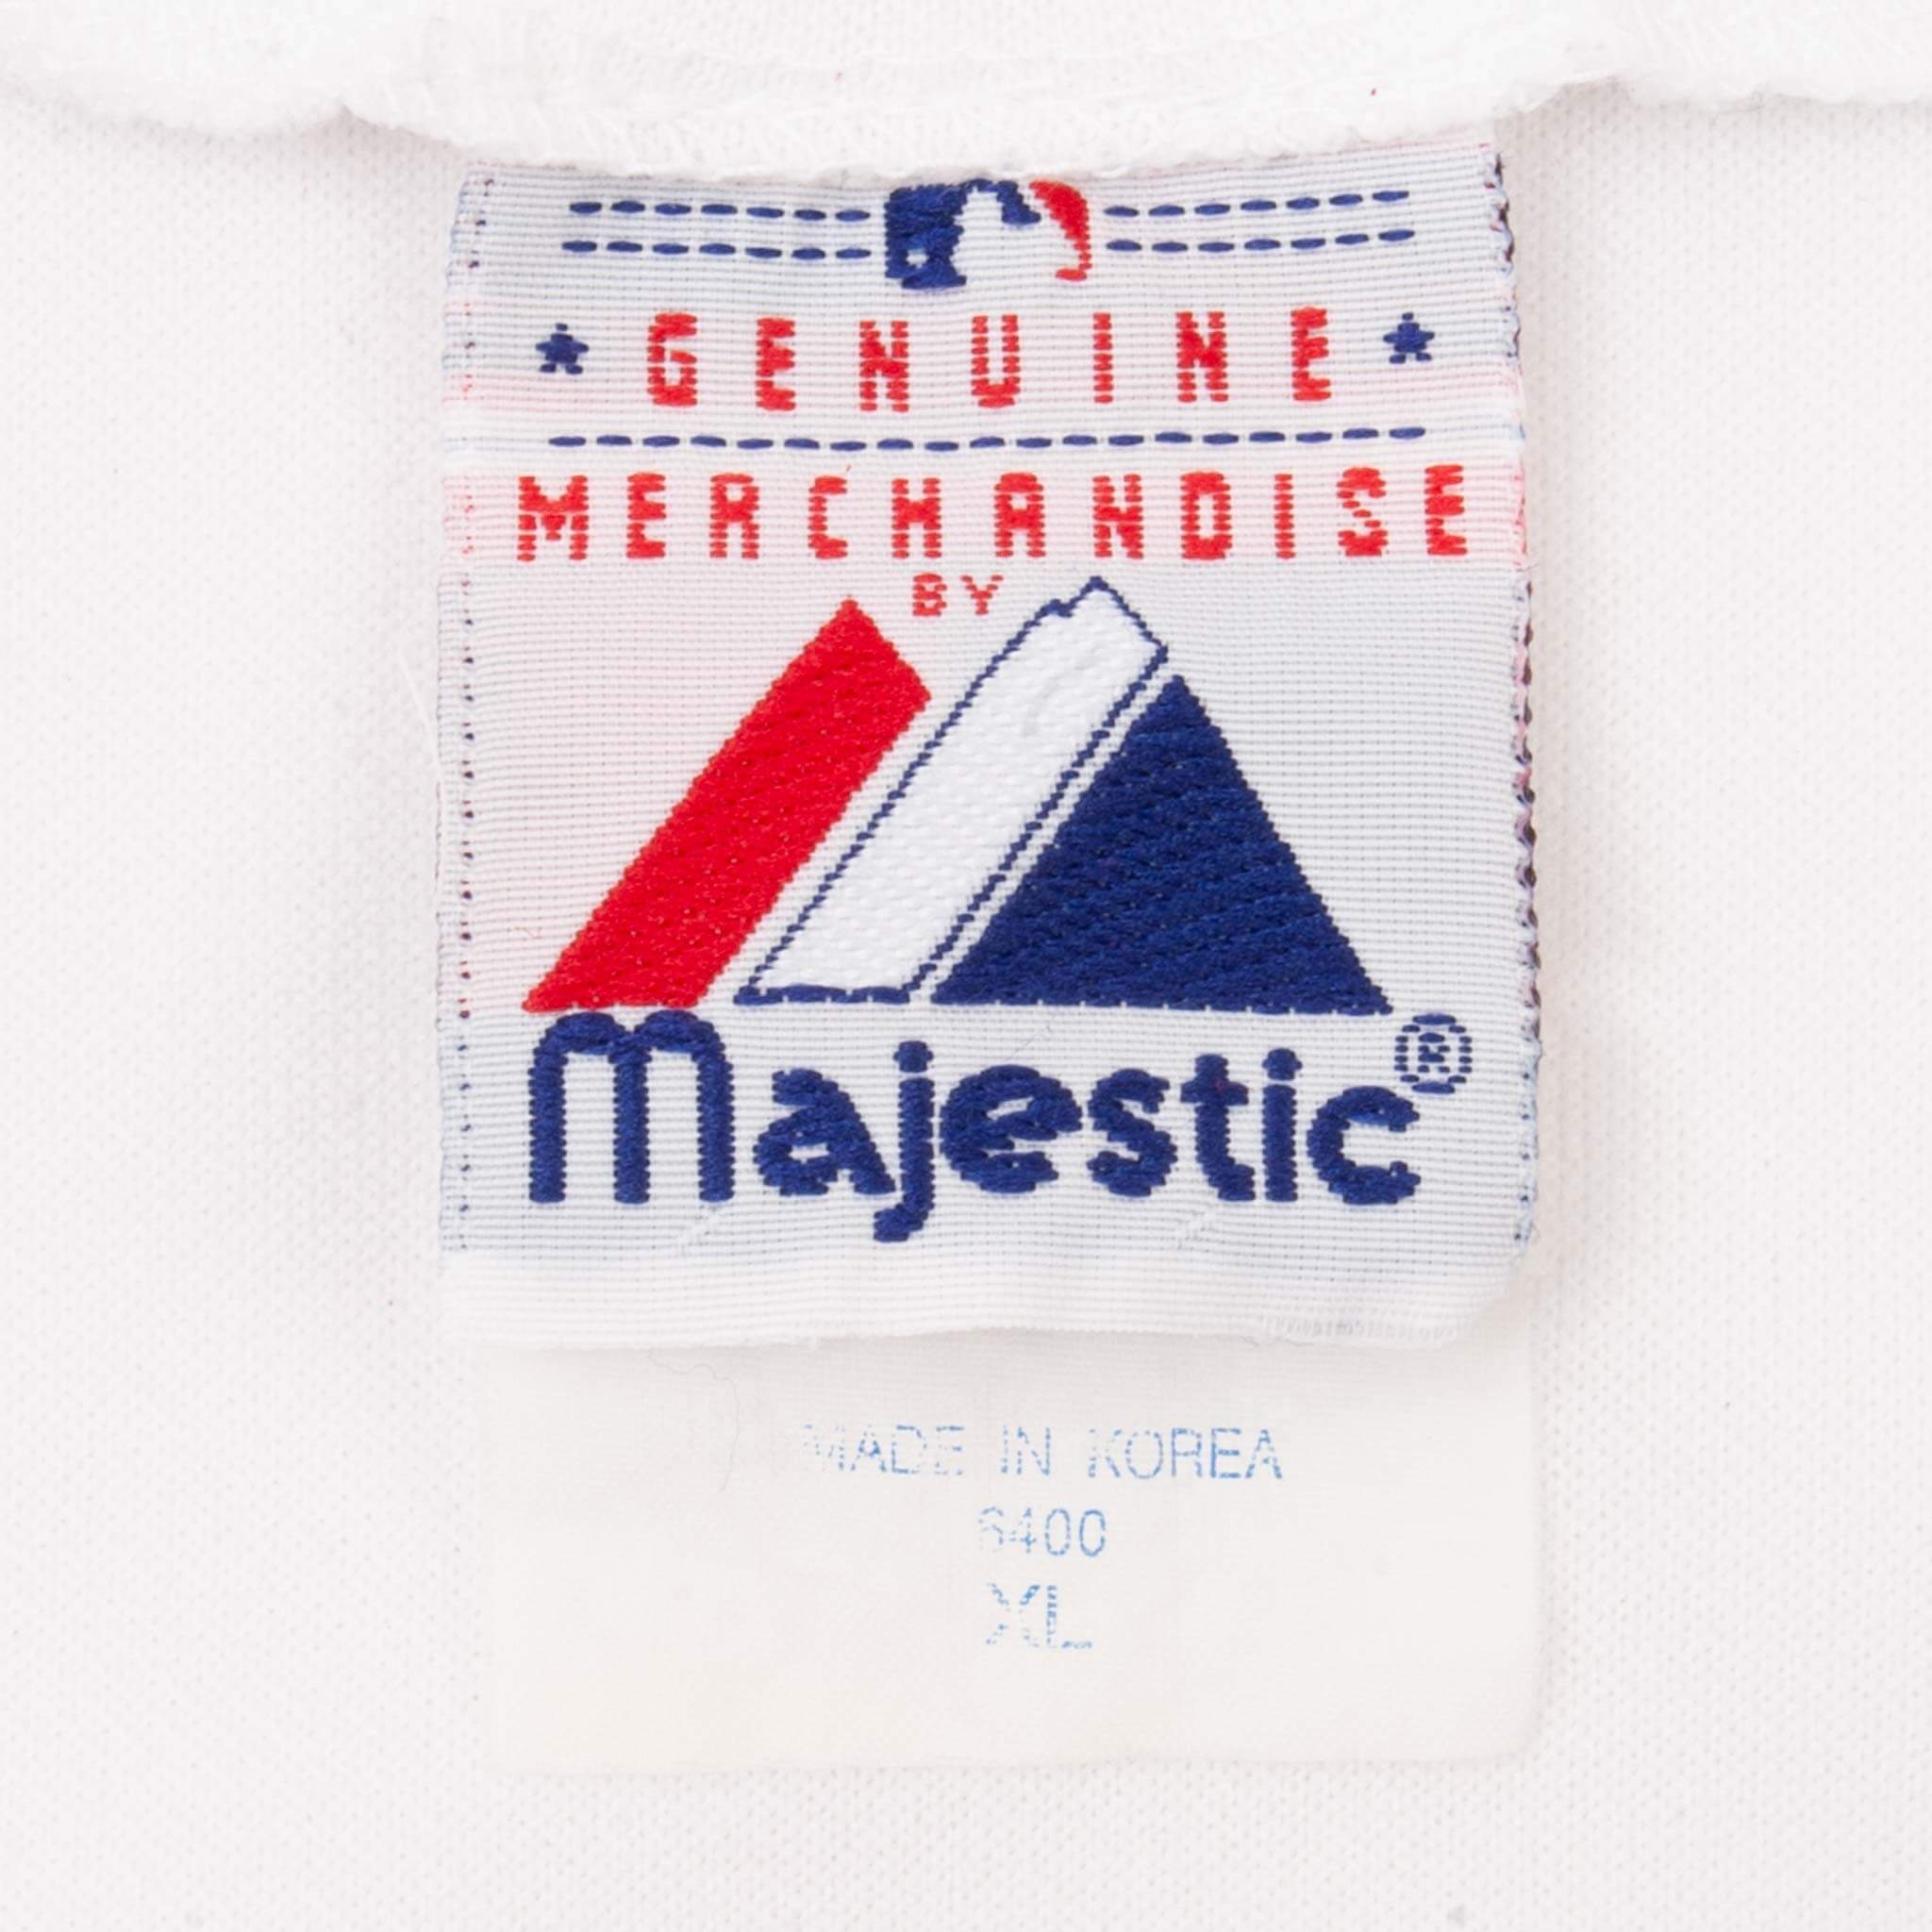 GENUINE
MERCHANDISE
BY
Majestic®
MADE IN KOREA
6400
XL